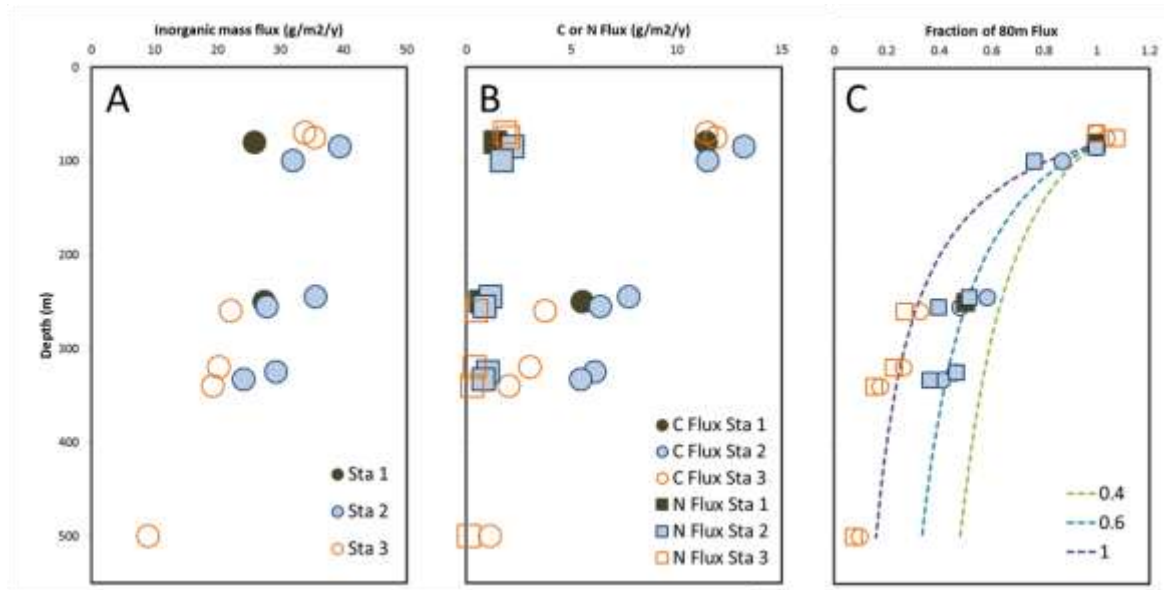 Inorganic mass flux (g/m2/y)
0 10 20 30 40 50
C or N Flux (g/m2/y)
0 5 10 15
Fraction of 80m Flux
0 0.2 0.4 0.6 0.8 1 1.2
Depth (m)
0
100
200
300
400
500
A
Sta 1
Sta 2
Sta 3
B
C Flux Sta 1
C Flux Sta 2
C Flux Sta 3
N Flux Sta 1
N Flux Sta 2
N Flux Sta 3
C
0.4
0.6
1